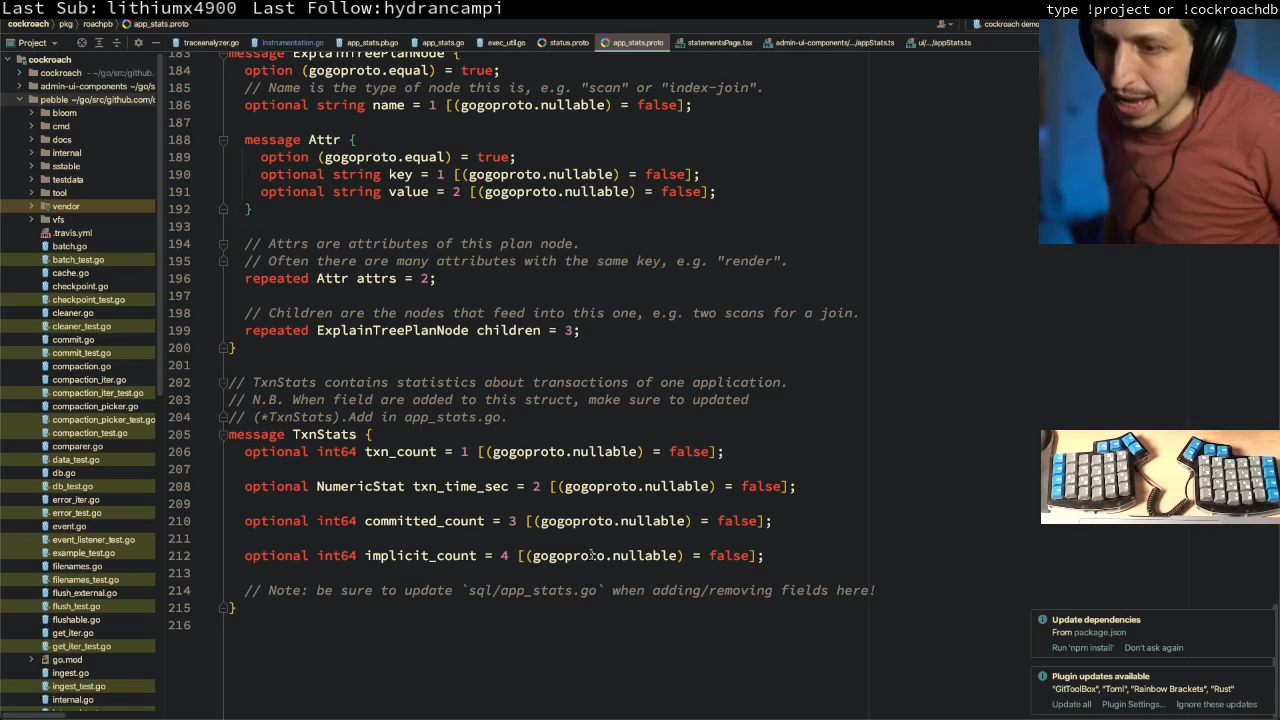 Last Sub: lithiumx4900 Last Follow:hydrancampi
type !project or !cockroachdb
cockroach pkg roachpb app_stats.proto
cockroach demo
Project
traceanalyzer.go instrumentation.go app_stats.pb.go app_stats.go exec_util.go status.proto app_stats.proto statementsPage.tsx admin-ui-components/.../appStats.ts ui/.../appStats.ts
cockroach
cockroach ~/go/src/github.
admin-ui-components ~/go/s
pebble ~/go/src/github.com/c
bloom
cmd
docs
internal
sstable
testdata
tool
vendor
vfs
.travis.yml
batch.go
batch_test.go
cache.go
checkpoint.go
checkpoint_test.go
cleaner.go
cleaner_test.go
commit.go
commit_test.go
compaction.go
compaction_iter.go
compaction_iter_test.go
compaction_picker.go
compaction_picker_test.go
compaction_test.go
comparer.go
data_test.go
db.go
db_test.go
error_iter.go
error_test.go
event.go
event_listener_test.go
example_test.go
filenames.go
filenames_test.go
flush_external.go
flush_test.go
flushable.go
get_iter.go
get_iter_test.go
go.mod
ingest.go
ingest_test.go
internal.go
183 message ExplainTreePlanNode {
184 option (gogoproto.equal) = true;
185 // Name is the type of node this is, e.g. "scan" or "index-join".
186 optional string name = 1 [(gogoproto.nullable) = false];
187
188 message Attr {
189 option (gogoproto.equal) = true;
190 optional string key = 1 [(gogoproto.nullable) = false];
191 optional string value = 2 [(gogoproto.nullable) = false];
192 }
193
194 // Attrs are attributes of this plan node.
195 // Often there are many attributes with the same key, e.g. "render".
196 repeated Attr attrs = 2;
197
198 // Children are the nodes that feed into this one, e.g. two scans for a join.
199 repeated ExplainTreePlanNode children = 3;
200 }
201
202 // TxnStats contains statistics about transactions of one application.
203 // N.B. When field are added to this struct, make sure to updated
204 // (*TxnStats).Add in app_stats.go.
205 message TxnStats {
206 optional int64 txn_count = 1 [(gogoproto.nullable) = false];
207
208 optional NumericStat txn_time_sec = 2 [(gogoproto.nullable) = false];
209
210 optional int64 committed_count = 3 [(gogoproto.nullable) = false];
211
212 optional int64 implicit_count = 4 [(gogoproto.nullable) = false];
213
214 // Note: be sure to update `sql/app_stats.go` when adding/removing fields here!
215 }
216
Update dependencies
From package.json
Run 'npm install' Don't ask again
Plugin updates available
"GitToolBox", "Toml", "Rainbow Brackets", "Rust"
Update all Plugin Settings... Ignore these updates